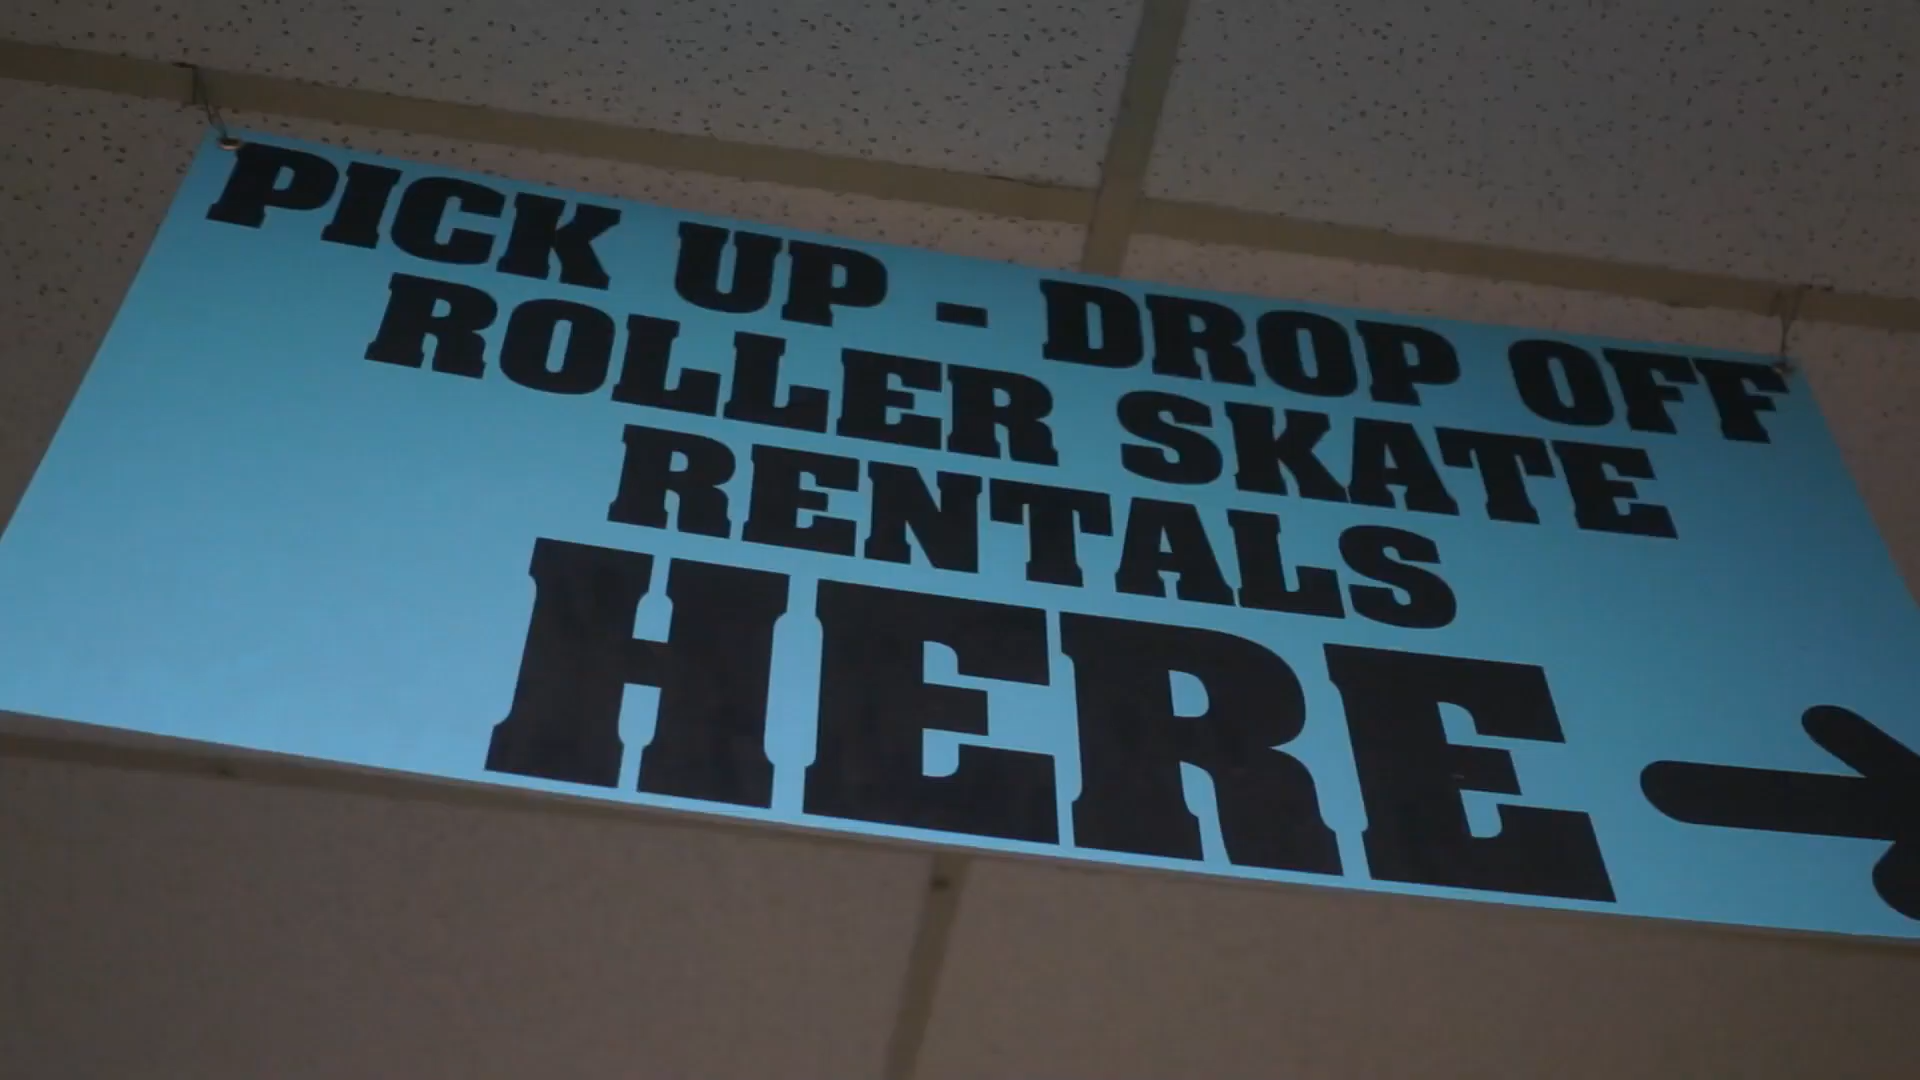 PICK UP - DROP OFF
ROLLER SKATE
RENTALS
HERE